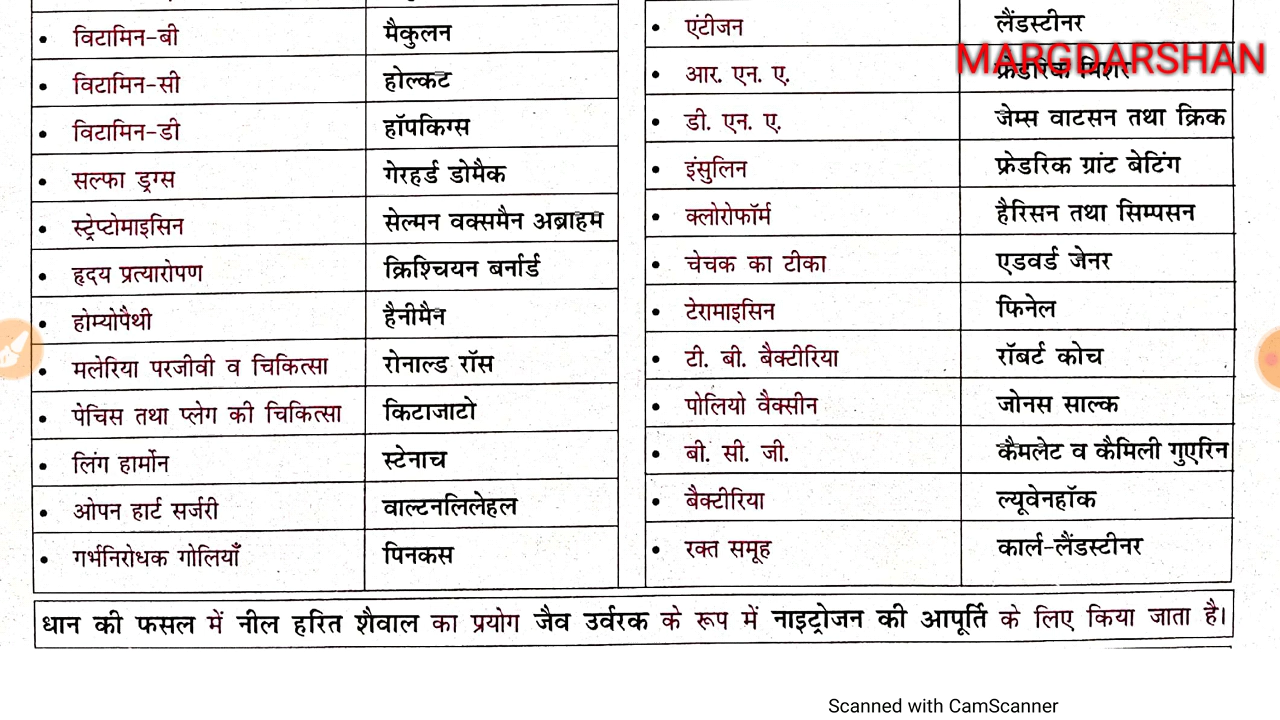 विटामिन-बी मैकुलन
विटामिन-सी होल्कट
विटामिन-डी हॉपकिग्स
सल्फा ड्रग्स गेरहर्ड डोमैक
स्ट्रेप्टोमाइसिन सेल्मन वक्समैन अब्राहम
हृदय प्रत्यारोपण क्रिश्चियन बर्नार्ड
होम्योपैथी हैनीमैन
मलेरिया परजीवी व चिकित्सा रोनाल्ड रॉस
पेचिस तथा प्लेग की चिकित्सा किटाजाटो
लिंग हार्मोन स्टेनाच
ओपन हार्ट सर्जरी वाल्टनलिलेहल
गर्भनिरोधक गोलियाँ पिनकस
एंटीजन लैंडस्टीनर
MARGDARSHAN
आर. एन. ए. फ्रेडरिक मिशर
डी. एन. ए. जेम्स वाटसन तथा क्रिक
इंसुलिन फ्रेडरिक ग्रांट बेटिंग
क्लोरोफॉर्म हैरिसन तथा सिम्पसन
चेचक का टीका एडवर्ड जेनर
टेरामाइसिन फिनेल
टी. बी. बैक्टीरिया रॉबर्ट कोच
पोलियो वैक्सीन जोनस साल्क
बी. सी. जी. कैमलेट व कैमिली गुएरिन
बैक्टीरिया ल्यूवेनहॉक
रक्त समूह कार्ल-लैंडस्टीनर
धान की फसल में नील हरित शैवाल का प्रयोग जैव उर्वरक के रूप में नाइट्रोजन की आपूर्ति के लिए किया जाता है।
Scanned with CamScanner